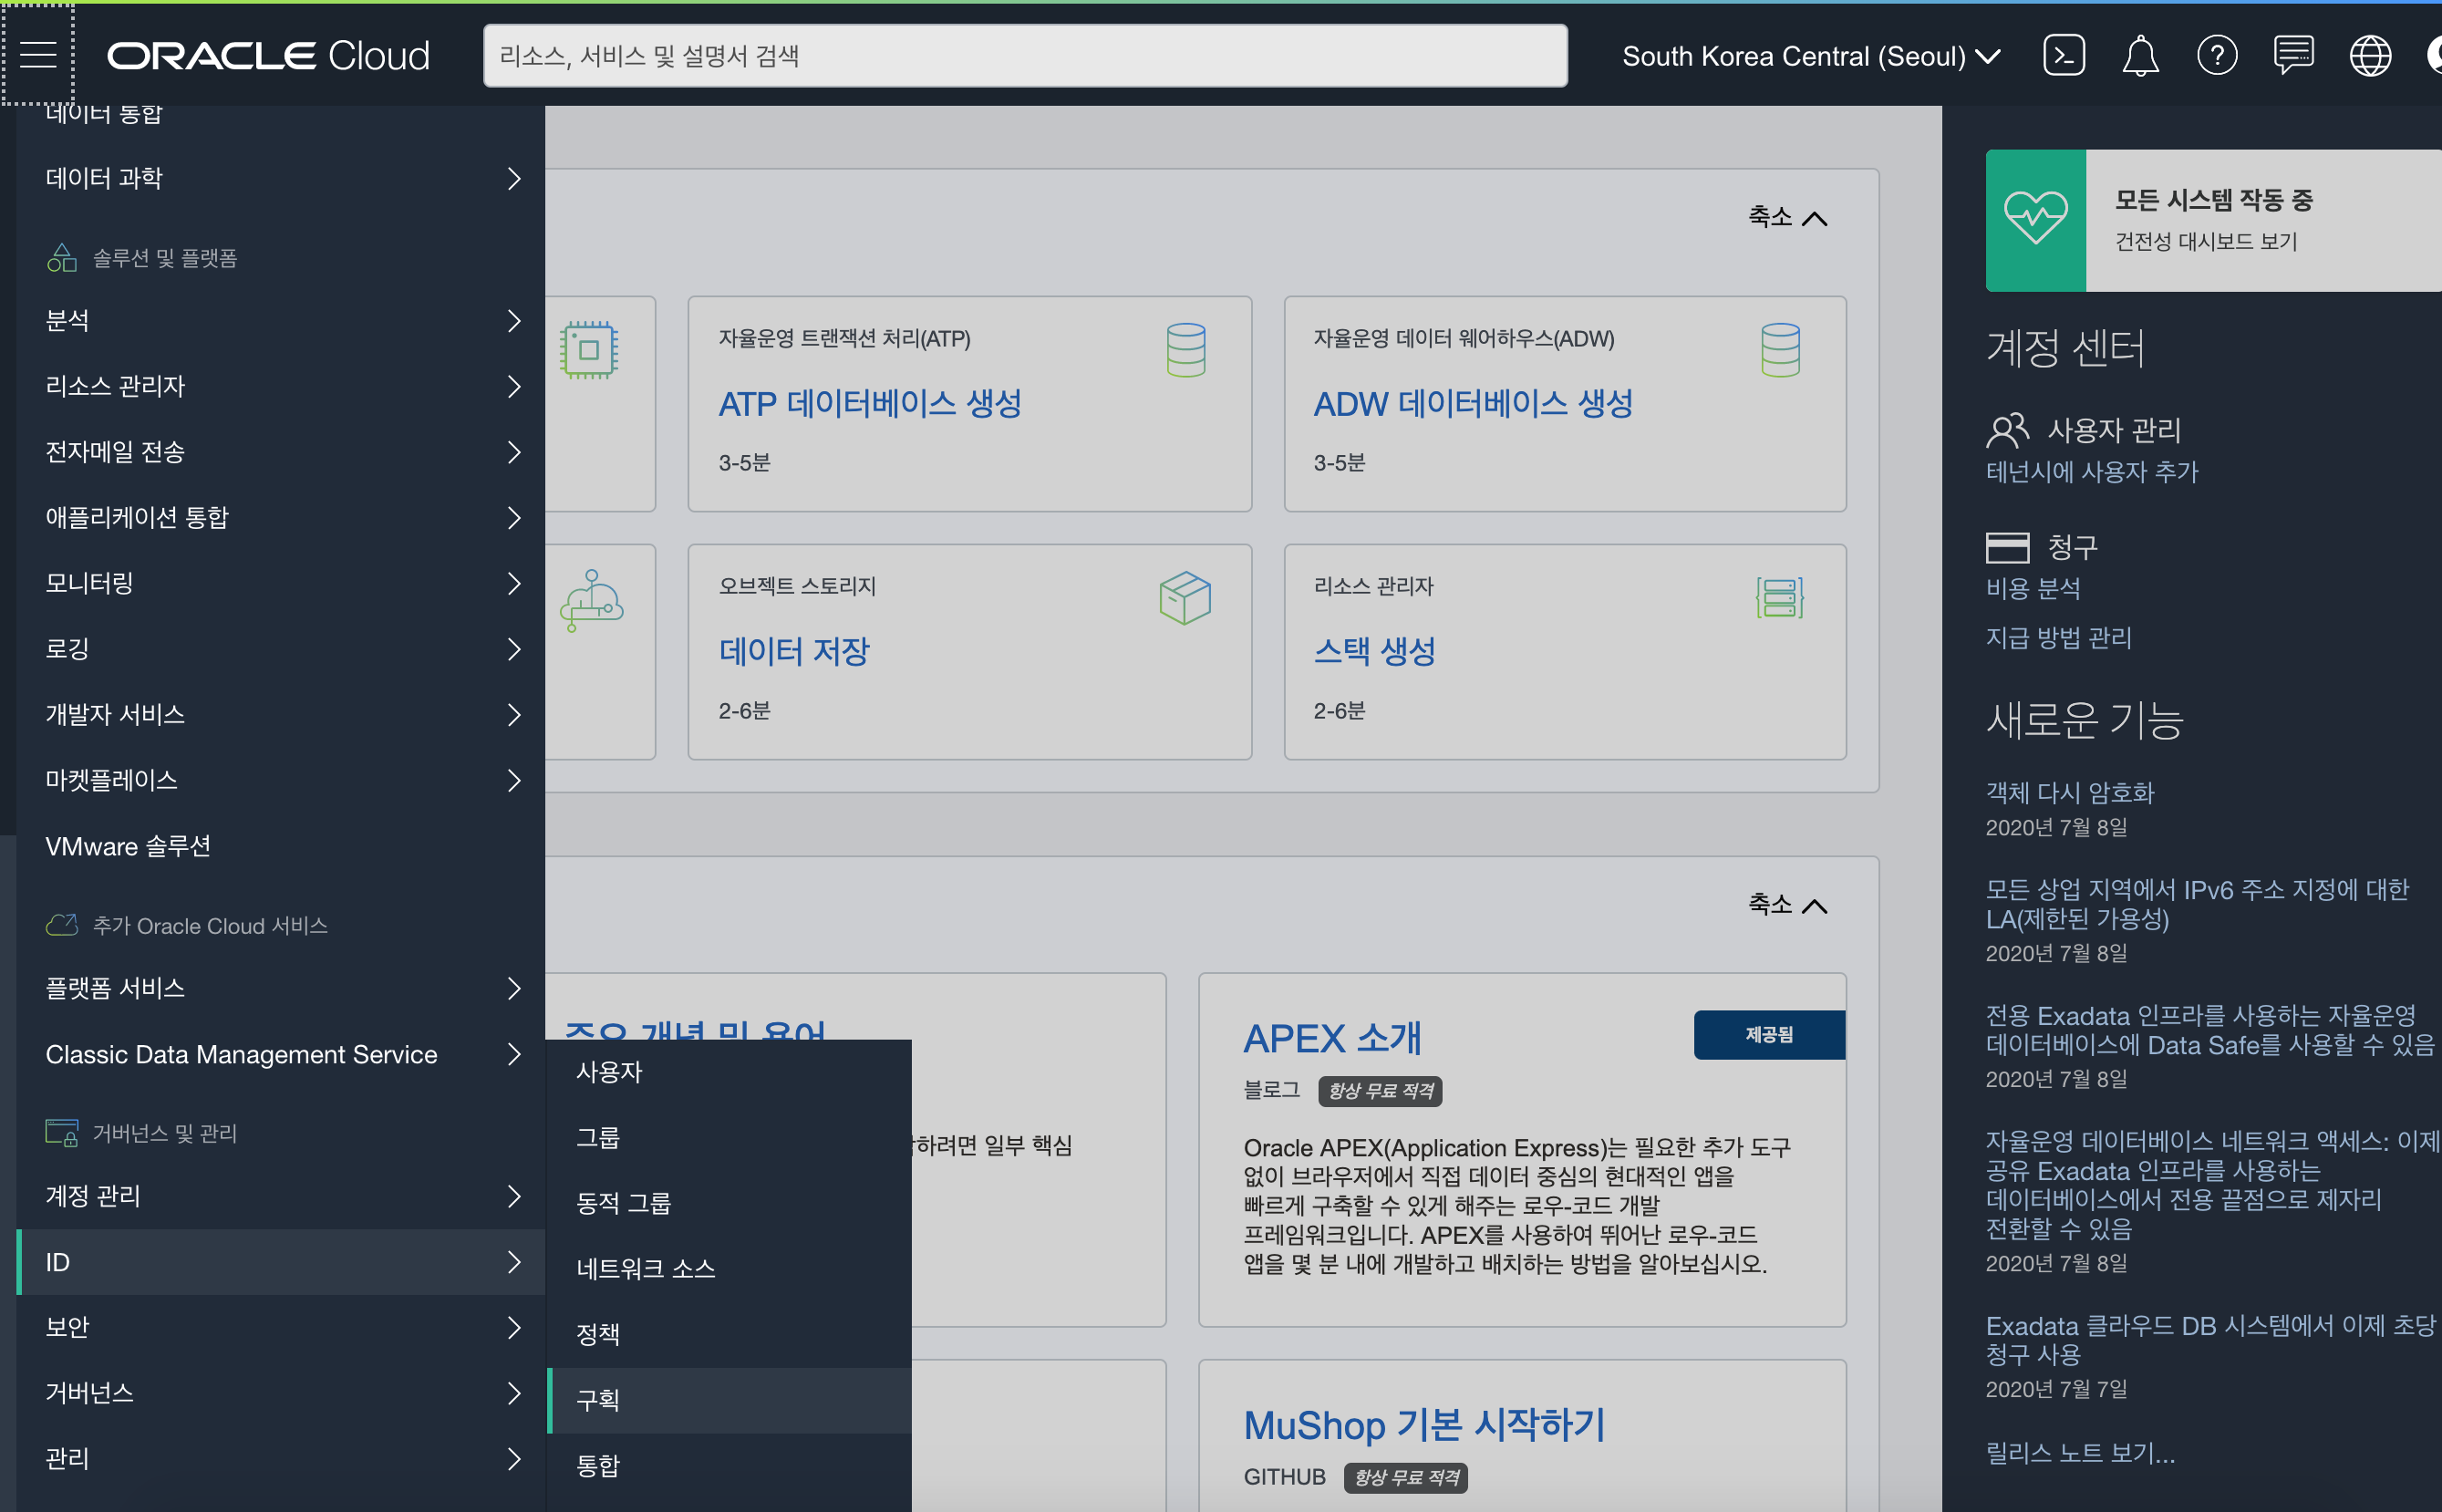 ORACLE Cloud
리소스, 서비스 및 설명서 검색
South Korea Central (Seoul)
데이터 통합
데이터 과학
솔루션 및 플랫폼
분석
리소스 관리자
전자메일 전송
애플리케이션 통합
모니터링
로깅
개발자 서비스
마켓플레이스
VMware 솔루션
추가 Oracle Cloud 서비스
플랫폼 서비스
Classic Data Management Service
거버넌스 및 관리
계정 관리
ID
보안
거버넌스
관리
사용자
그룹
동적 그룹
네트워크 소스
정책
구획
통합
축소
자율운영 트랜잭션 처리(ATP)
ATP 데이터베이스 생성
3-5분
자율운영 데이터 웨어하우스(ADW)
ADW 데이터베이스 생성
3-5분
오브젝트 스토리지
데이터 저장
2-6분
리소스 관리자
스택 생성
2-6분
축소
주요 개념 및 용어
하려면 일부 핵심
APEX 소개
제공됨
블로그 항상 무료 적격
Oracle APEX(Application Express)는 필요한 추가 도구
없이 브라우저에서 직접 데이터 중심의 현대적인 앱을
빠르게 구축할 수 있게 해주는 로우-코드 개발
프레임워크입니다. APEX를 사용하여 뛰어난 로우-코드
앱을 몇 분 내에 개발하고 배치하는 방법을 알아보십시오.
MuShop 기본 시작하기
GITHUB 항상 무료 적격
모든 시스템 작동 중
건전성 대시보드 보기
계정 센터
사용자 관리
테넌시에 사용자 추가
청구
비용 분석
지급 방법 관리
새로운 기능
객체 다시 암호화
2020년 7월 8일
모든 상업 지역에서 IPv6 주소 지정에 대한
LA(제한된 가용성)
2020년 7월 8일
전용 Exadata 인프라를 사용하는 자율운영
데이터베이스에 Data Safe를 사용할 수 있음
2020년 7월 8일
자율운영 데이터베이스 네트워크 액세스: 이제
공유 Exadata 인프라를 사용하는
데이터베이스에서 전용 끝점으로 제자리
전환할 수 있음
2020년 7월 8일
Exadata 클라우드 DB 시스템에서 이제 초당
청구 사용
2020년 7월 7일
릴리스 노트 보기...